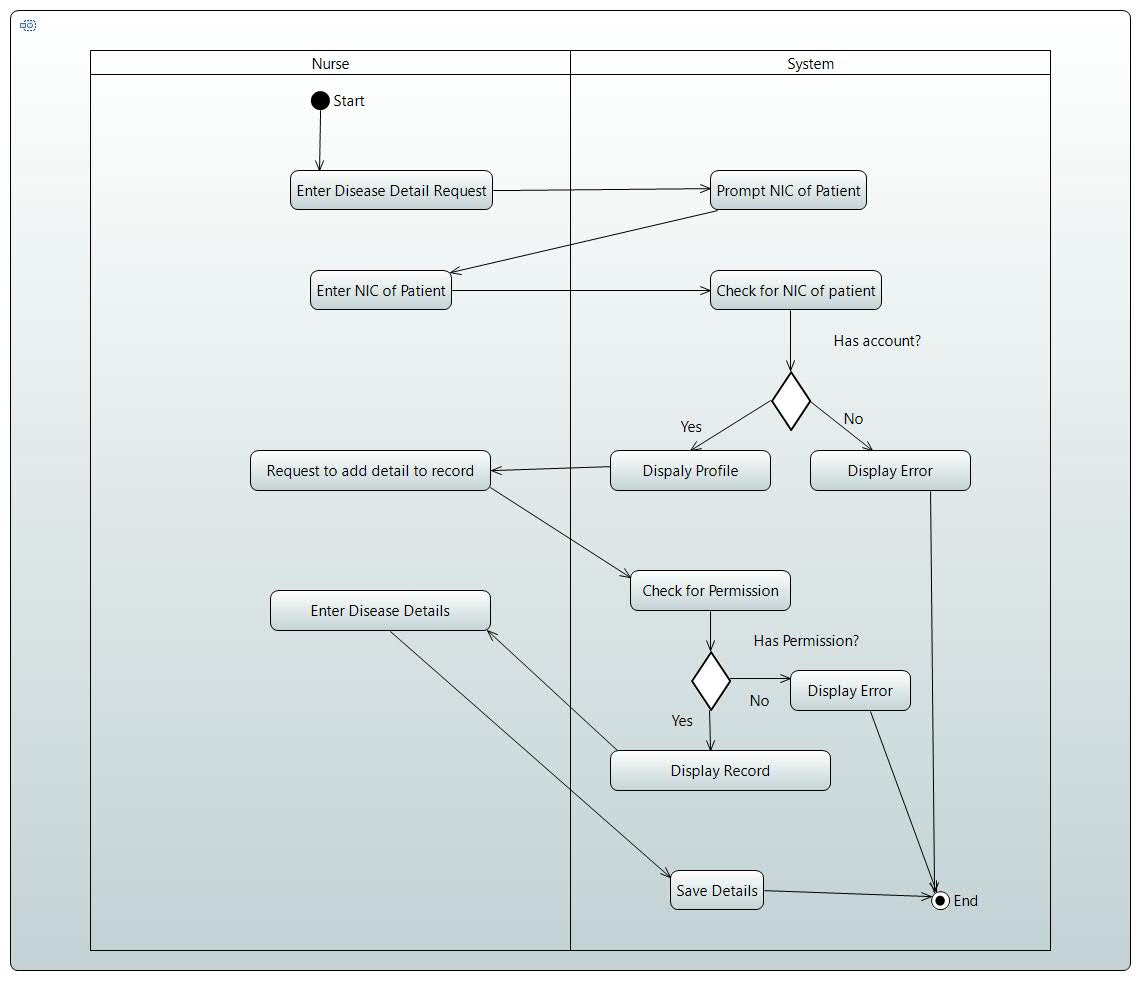 Nurse
System
Start
Enter Disease Detail Request
Prompt NIC of Patient
Enter NIC of Patient
Check for NIC of patient
Has account?
Yes
No
Request to add detail to record
Dispaly Profile
Display Error
Check for Permission
Enter Disease Details
Has Permission?
Display Error
No
Yes
Display Record
Save Details
End